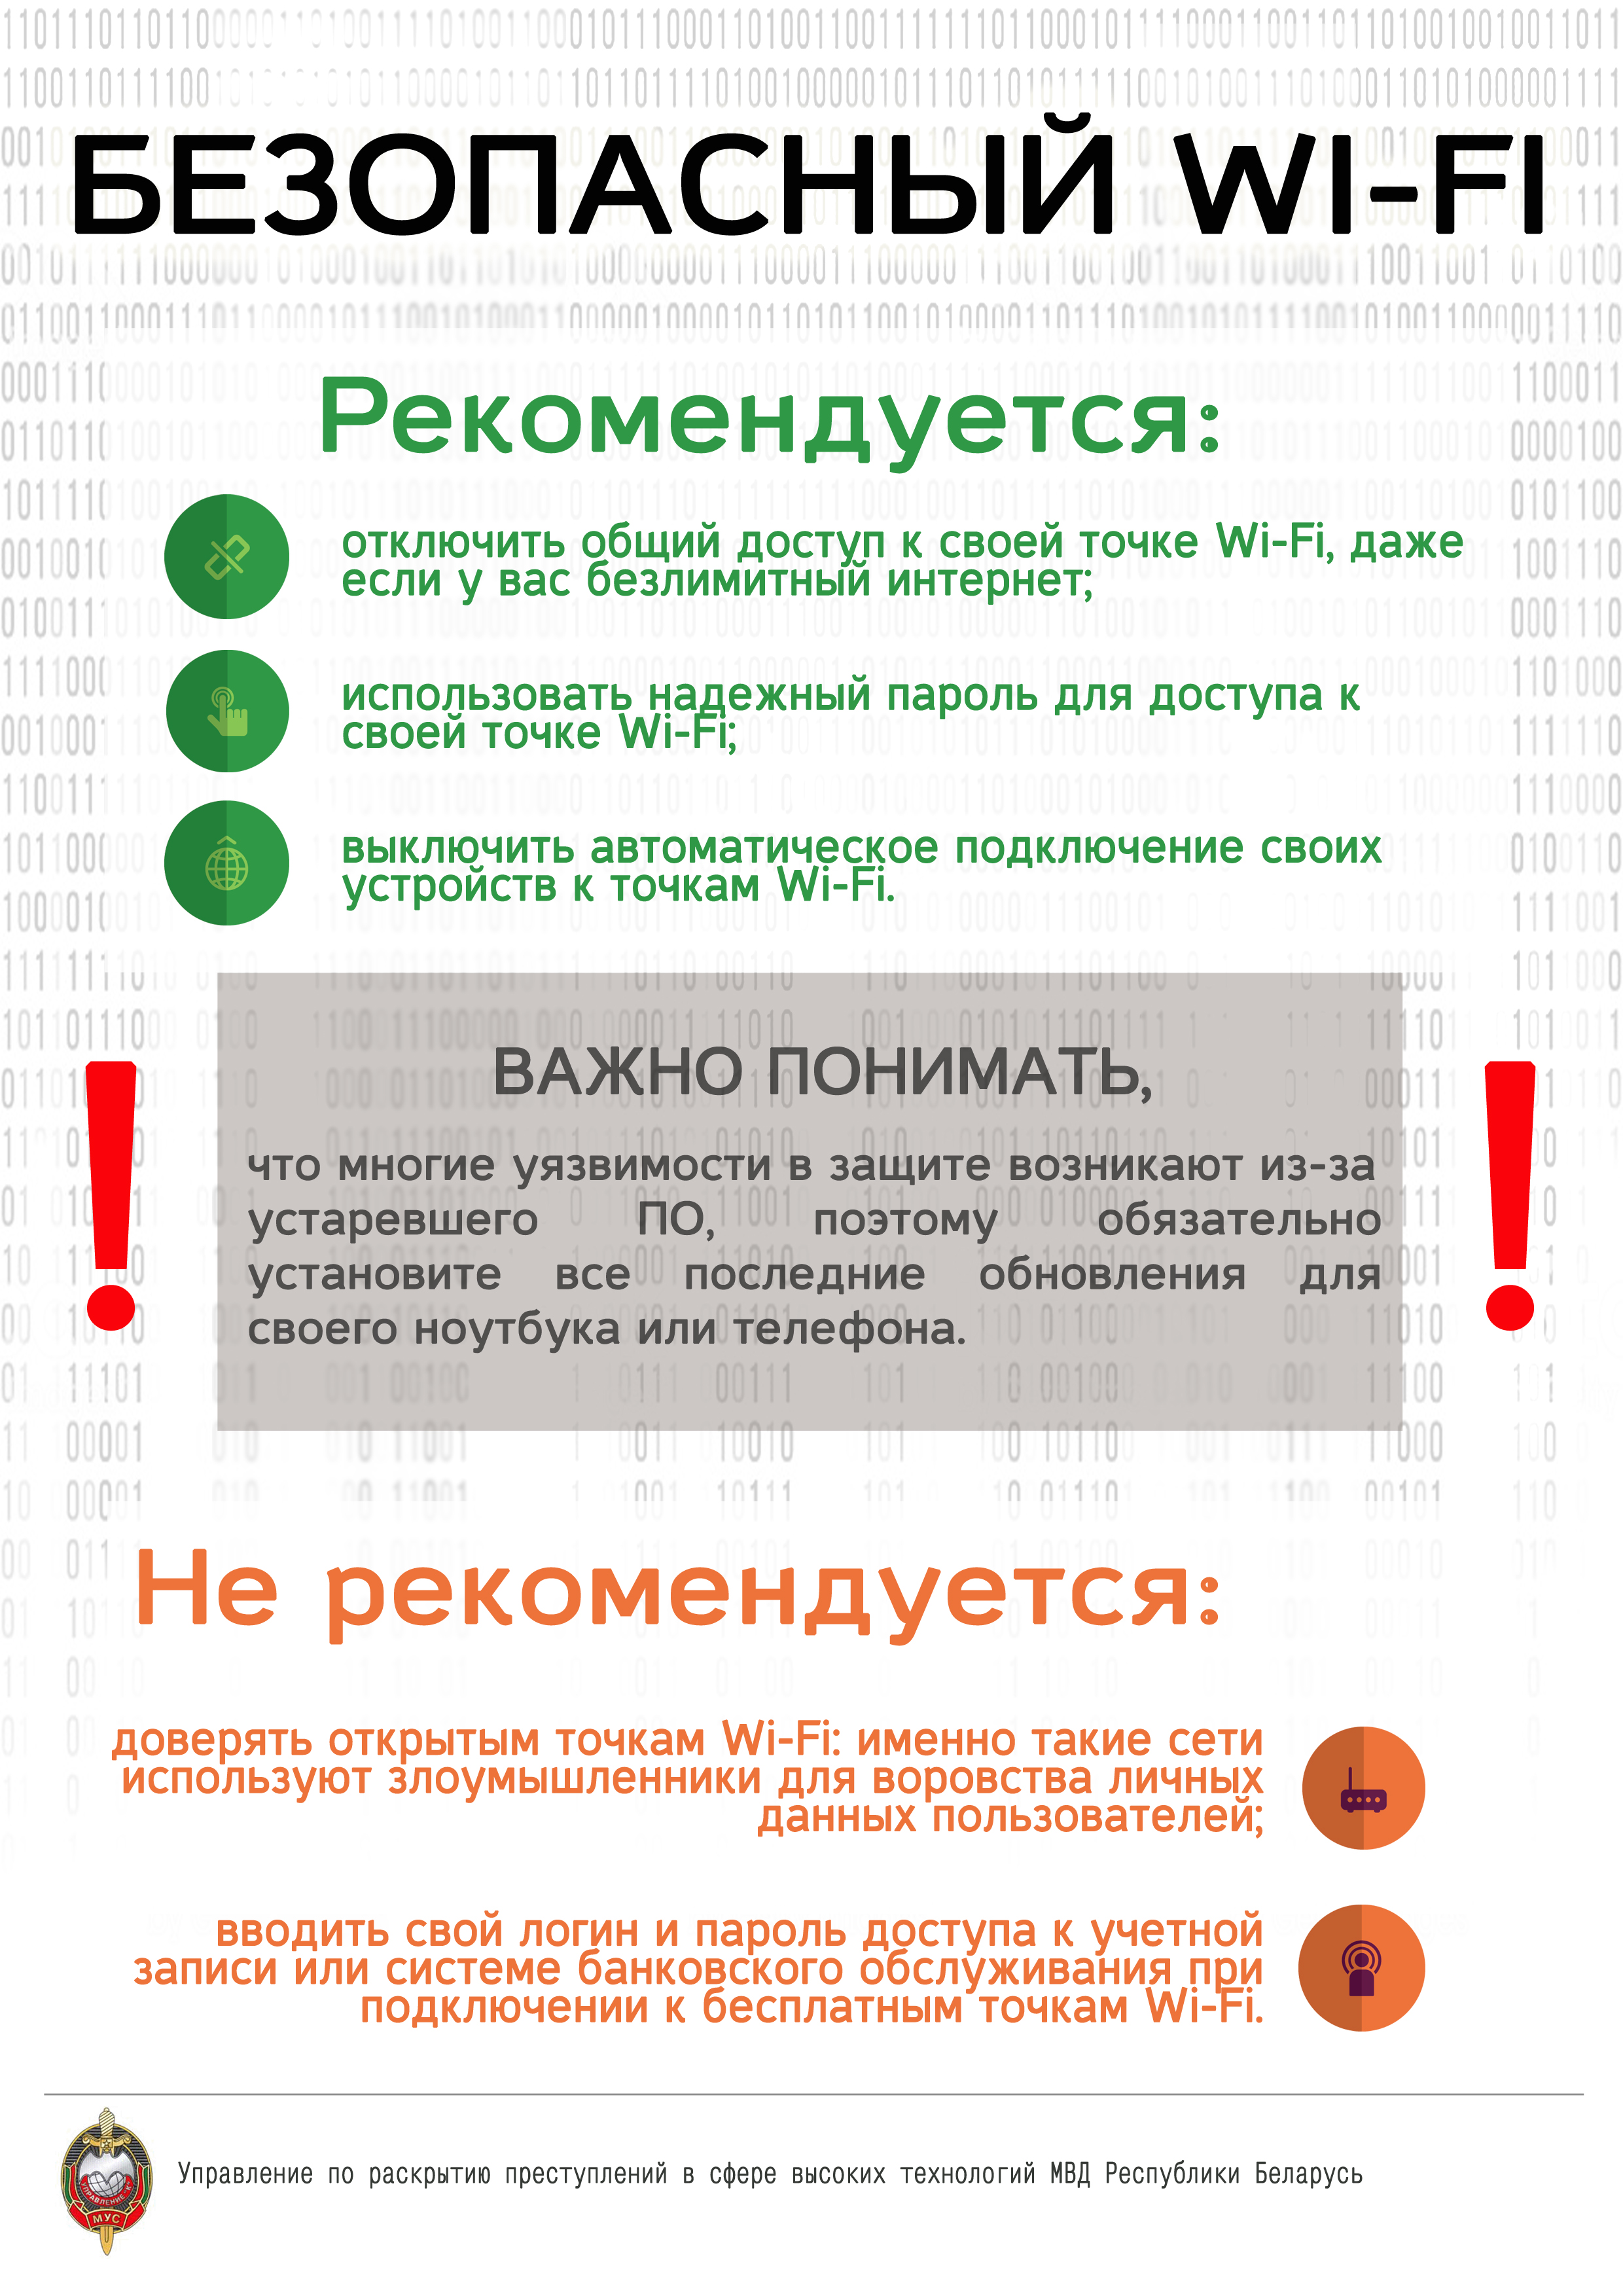 БЕЗОПАСНЫЙ WI-FI
Рекомендуется:
отключить общий доступ к своей точке Wi-Fi, даже
если у вас безлимитный интернет;
использовать надежный пароль для доступа к
своей точке Wi-Fi;
выключить автоматическое подключение своих
устройств к точкам Wi-Fi.
ВАЖНО ПОНИМАТЬ,
что многие уязвимости в защите возникают из-за
устаревшего ПО, поэтому обязательно
установите все последние обновления для
своего ноутбука или телефона.
Не рекомендуется:
доверять открытым точкам Wi-Fi: именно такие сети
используют злоумышленники для воровства личных
данных пользователей;
вводить свой логин и пароль доступа к учетной
записи или системе банковского обслуживания при
подключении к бесплатным точкам Wi-Fi.
УПРАВЛЕНИЕ "К"
МУС
Управление по раскрытию преступлений в сфере высоких технологий МВД Республики Беларусь